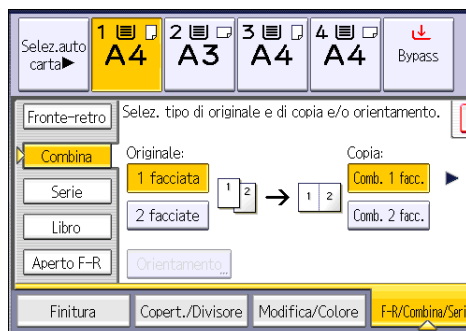 Selez.auto
carta▶
1
A4
2
A3
3
A4
4
A4
Bypass
Fronte-retro
Selez. tipo di originale e di copia e/o orientamento.
Combina
Originale:
Copia:
1 facciata
1 2
1 2
Comb. 1 facc.
Serie
2 facciate
Comb. 2 facc.
Libro
Aperto F-R
Orientamento...
Finitura
Copert./Divisore
Modifica/Colore
F-R/Combina/Seri